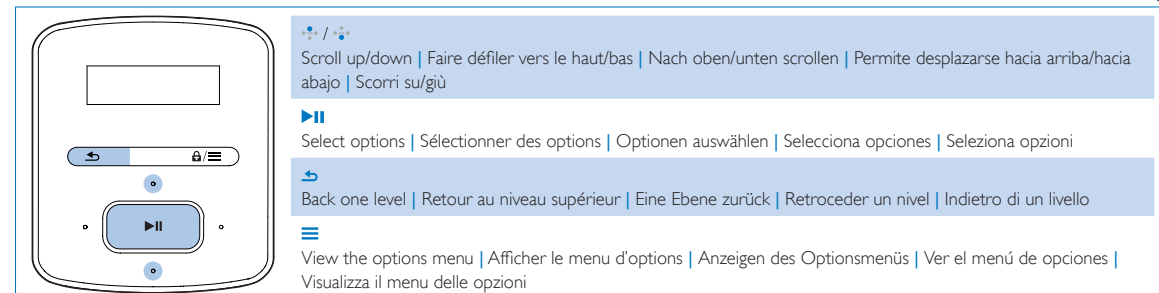 Scroll up/down | Faire défiler vers le haut/bas | Nach oben/unten scrollen | Permite desplazarse hacia arriba/hacia
abajo | Scorri su/giù
Select options | Sélectionner des options | Optionen auswählen | Selecciona opciones | Seleziona opzioni
Back one level | Retour au niveau supérieur | Eine Ebene zurück | Retroceder un nivel | Indietro di un livello
View the options menu | Afficher le menu d'options | Anzeigen des Optionsmenüs | Ver el menú de opciones |
Visualizza il menu delle opzioni